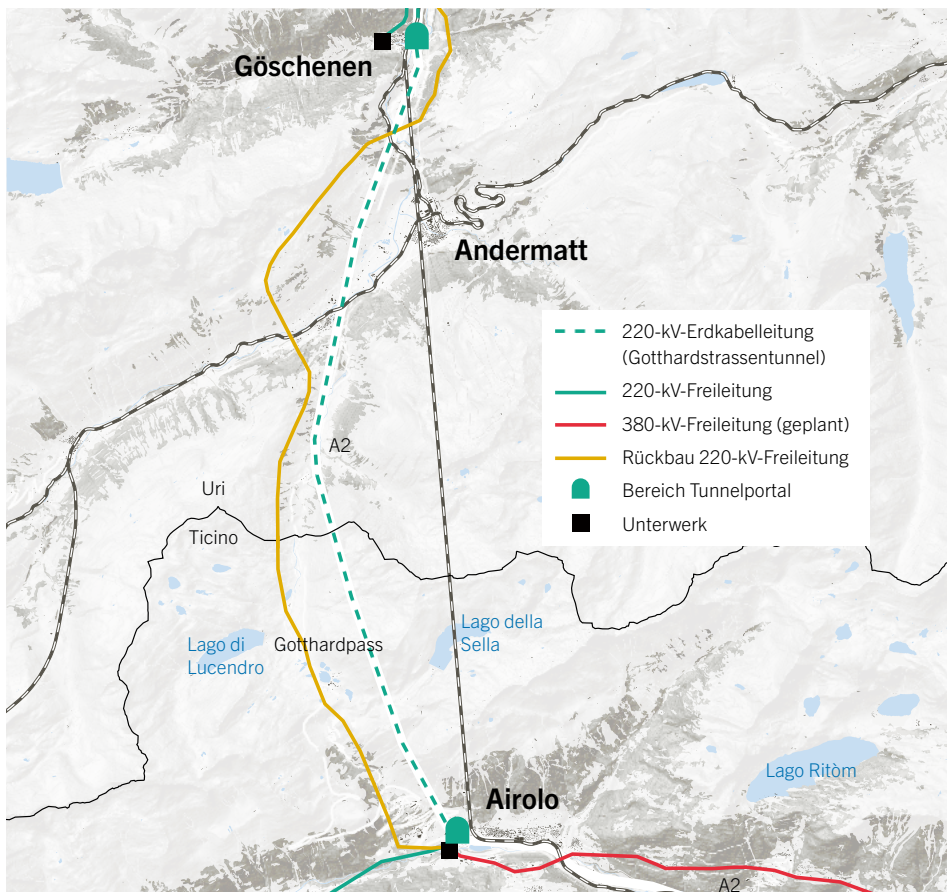 Göschenen
Andermatt
220-kV-Erdkabelleitung
(Gotthardstrassentunnel)
220-kV-Freileitung
380-kV-Freileitung (geplant)
Rückbau 220-kV-Freileitung
Bereich Tunnelportal
Unterwerk
A2
Uri
Ticino
Lago di
Lucendro
Gotthardpass
Lago della
Sella
Lago Ritòm
Airolo
A2